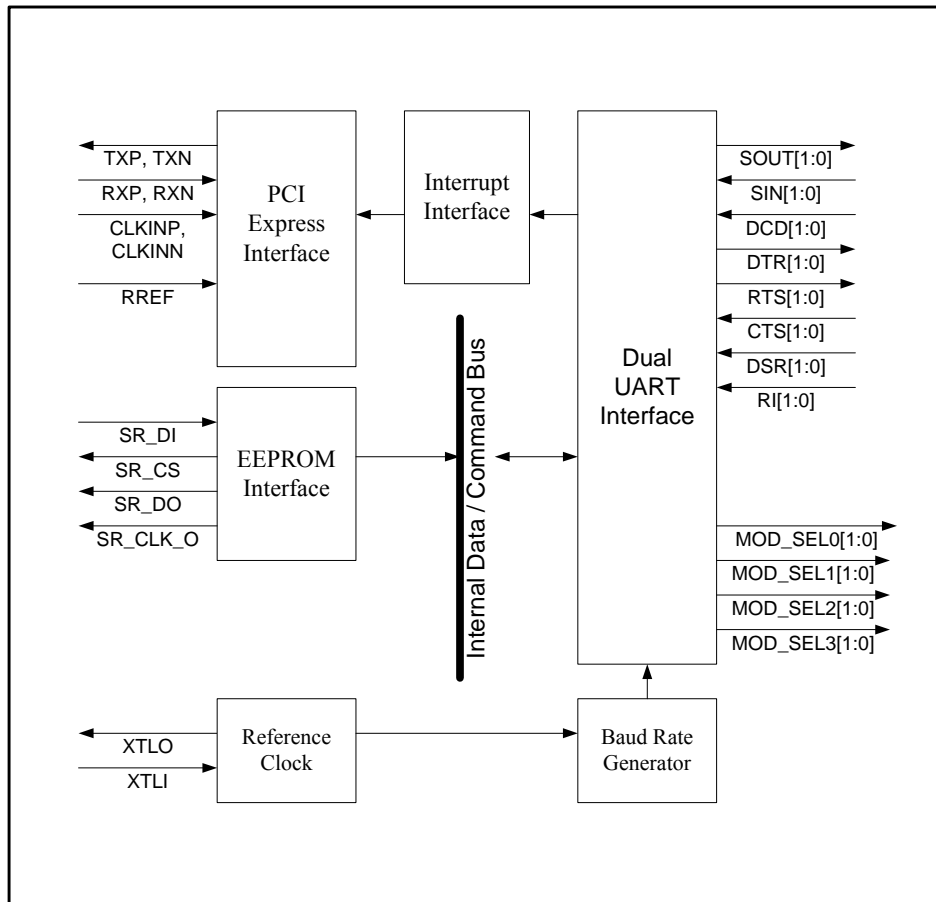 TXP, TXN
RXP, RXN
CLKINP,
CLKINN
RREF
PCI
Express
Interface
Interrupt
Interface
Dual
UART
Interface
SOUT[1:0]
SIN[1:0]
DCD[1:0]
DTR[1:0]
RTS[1:0]
CTS[1:0]
DSR[1:0]
RI[1:0]
SR_DI
SR_CS
SR_DO
SR_CLK_O
EEPROM
Interface
Internal Data / Command Bus
MOD_SEL0[1:0]
MOD_SEL1[1:0]
MOD_SEL2[1:0]
MOD_SEL3[1:0]
XTLO
XTLI
Reference
Clock
Baud Rate
Generator